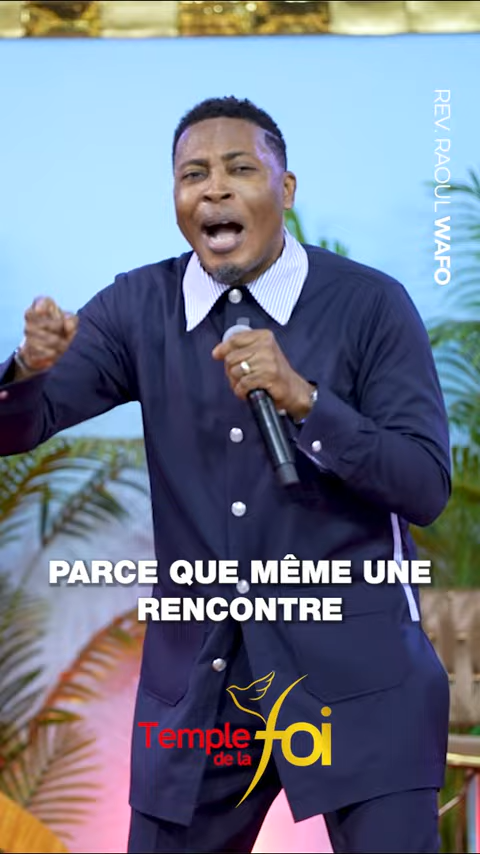 REV. RAOUL WAFO
PARCE QUE MÊME UNE
RENCONTRE
Temple
de la
foi